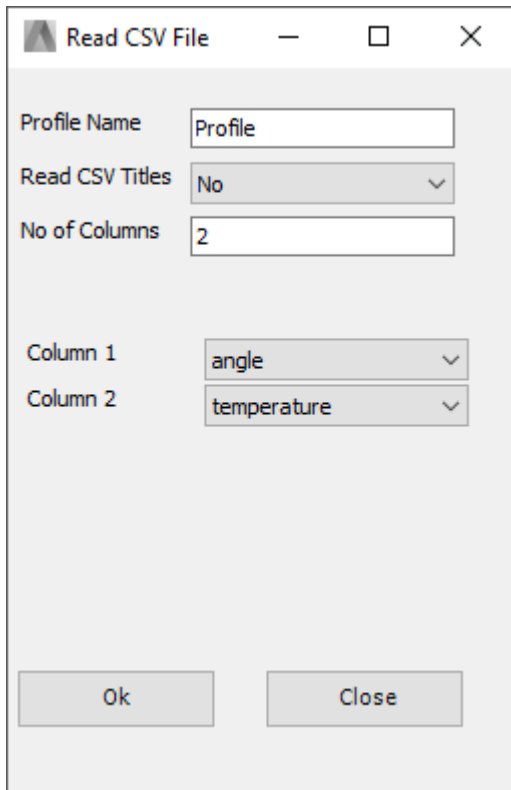 Read CSV File
Profile Name Profile
Read CSV Titles No
No of Columns 2
Column 1 angle
Column 2 temperature
Ok Close